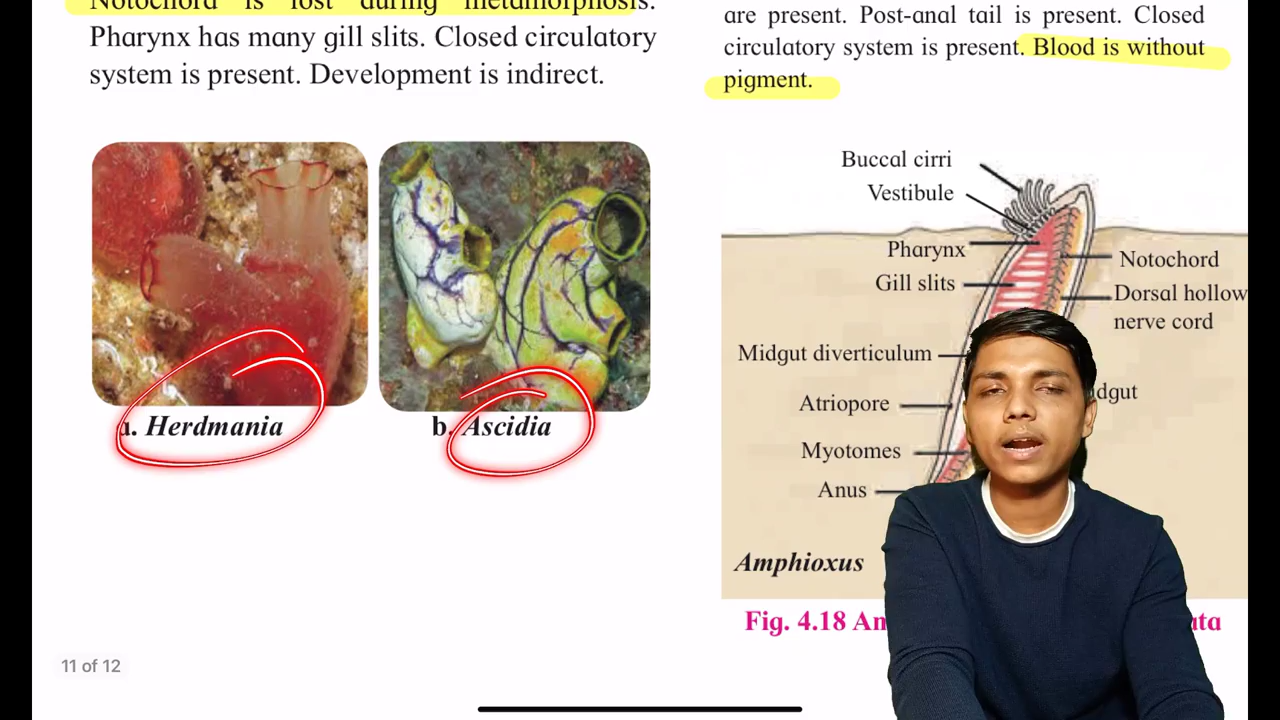 Notochord is lost during metamorphosis.
Pharynx has many gill slits. Closed circulatory
system is present. Development is indirect.
a. Herdmania
b. Ascidia
are present. Post-anal tail is present. Closed
circulatory system is present. Blood is without
pigment.
Buccal cirri
Vestibule
Pharynx
Gill slits
Midgut diverticulum
Atriopore
Myotomes
Anus
Notochord
Dorsal hollow
nerve cord
Amphioxus
Fig. 4.18
11 of 12